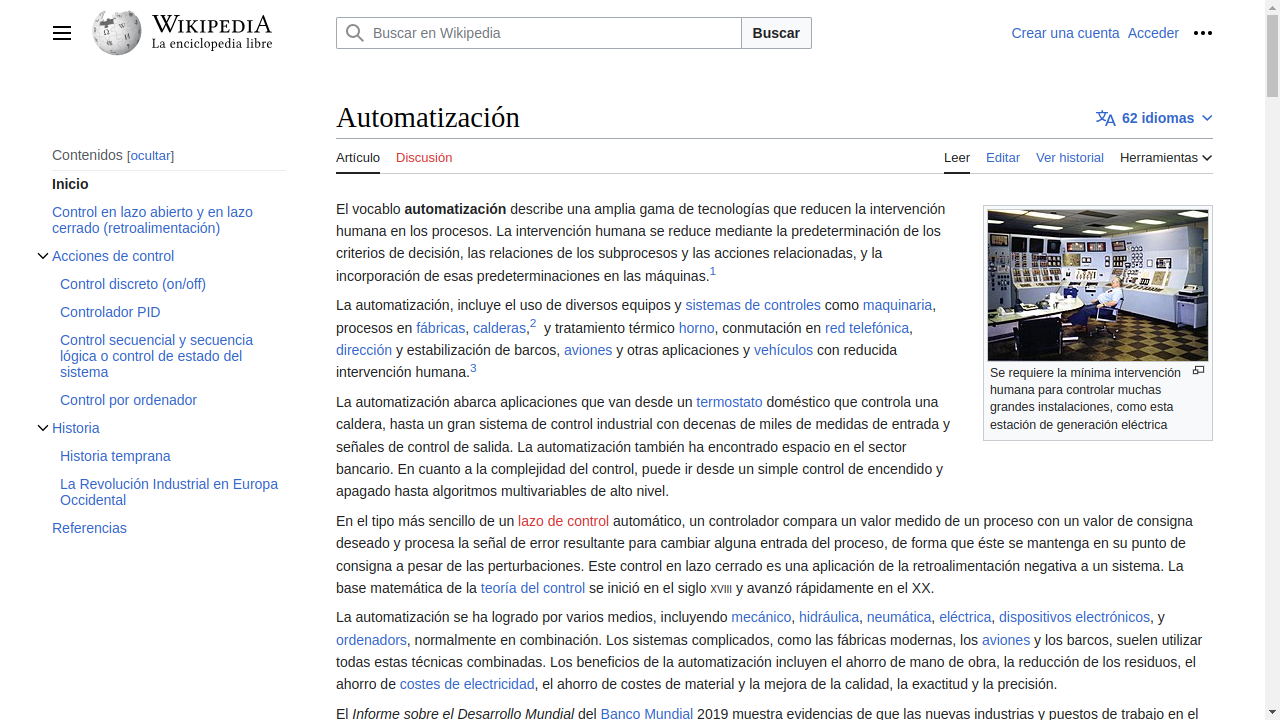 WIKIPEDIA
La enciclopedia libre
Buscar en Wikipedia
Buscar
Crear una cuenta
Acceder
Automatización
62 idiomas
Artículo
Discusión
Leer
Editar
Ver historial
Herramientas
Contenidos [ocultar]
Inicio
Control en lazo abierto y en lazo
cerrado (retroalimentación)
Acciones de control
Control discreto (on/off)
Controlador PID
Control secuencial y secuencia
lógica o control de estado del
sistema
Control por ordenador
Historia
Historia temprana
La Revolución Industrial en Europa
Occidental
Referencias
El vocablo automatización describe una amplia gama de tecnologías que reducen la intervención
humana en los procesos. La intervención humana se reduce mediante la predeterminación de los
criterios de decisión, las relaciones de los subprocesos y las acciones relacionadas, y la
incorporación de esas predeterminaciones en las máquinas.1
La automatización, incluye el uso de diversos equipos y sistemas de controles como maquinaria,
procesos en fábricas, calderas,2 y tratamiento térmico horno, conmutación en red telefónica,
dirección y estabilización de barcos, aviones y otras aplicaciones y vehículos con reducida
intervención humana.3
La automatización abarca aplicaciones que van desde un termostato doméstico que controla una
caldera, hasta un gran sistema de control industrial con decenas de miles de medidas de entrada y
señales de control de salida. La automatización también ha encontrado espacio en el sector
bancario. En cuanto a la complejidad del control, puede ir desde un simple control de encendido y
apagado hasta algoritmos multivariables de alto nivel.
Se requiere la mínima intervención
humana para controlar muchas
grandes instalaciones, como esta
estación de generación eléctrica
En el tipo más sencillo de un lazo de control automático, un controlador compara un valor medido de un proceso con un valor de consigna
deseado y procesa la señal de error resultante para cambiar alguna entrada del proceso, de forma que éste se mantenga en su punto de
consigna a pesar de las perturbaciones. Este control en lazo cerrado es una aplicación de la retroalimentación negativa a un sistema. La
base matemática de la teoría del control se inició en el siglo XVIII y avanzó rápidamente en el XX.
La automatización se ha logrado por varios medios, incluyendo mecánico, hidráulica, neumática, eléctrica, dispositivos electrónicos, y
ordenadors, normalmente en combinación. Los sistemas complicados, como las fábricas modernas, los aviones y los barcos, suelen utilizar
todas estas técnicas combinadas. Los beneficios de la automatización incluyen el ahorro de mano de obra, la reducción de los residuos, el
ahorro de costes de electricidad, el ahorro de costes de material y la mejora de la calidad, la exactitud y la precisión.
El Informe sobre el Desarrollo Mundial del Banco Mundial 2019 muestra evidencias de que las nuevas industrias y puestos de trabajo en el